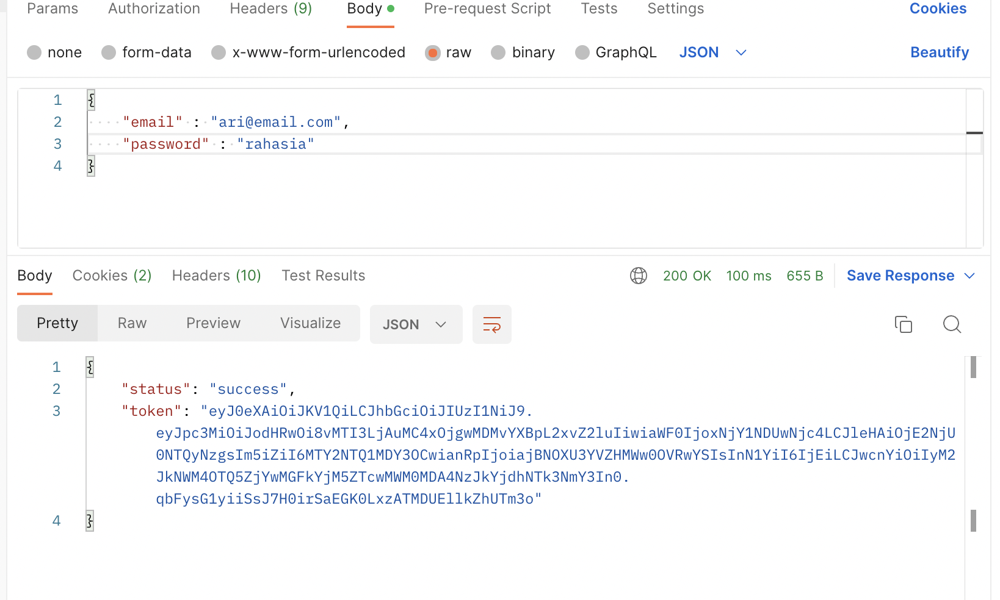 Params Authorization Headers (9) Body Pre-request Script Tests Settings Cookies
none form-data x-www-form-urlencoded raw binary GraphQL JSON Beautify
1 {
2 "email" : "ari@email.com",
3 "password" : "rahasia"
4 }
Body Cookies (2) Headers (10) Test Results 200 OK 100 ms 655 B Save Response
Pretty Raw Preview Visualize JSON
1 {
2 "status": "success",
3 "token": "eyJ0eXAiOiJKV1QiLCJhbGciOiJIUzI1NiJ9.
eyJpc3MiOiJodHRwOi8vMTI3LjAuMC4xOjgwMDMvYXBpL2xvZ2luIiwiaWF0IjoxNjY1NDUwNjc4LCJleHAiOjE2NjU
0NTQyNzgsIm5iZiI6MTY2NTQ1MDY3OCwianRpIjoiajBNOXU3YVZHMWw0OVRwYSIsInN1YiI6IjEiLCJwcnYiOiIyM2
JkNWM4OTQ5ZjYwMGFkYjM5ZTcwMWM0MDA4NzJkYjdhNTk3NmY3In0.
qbFysG1yiiSsJ7H0irSaEGK0LxzATMDUEllkZhUTm3o"
4 }